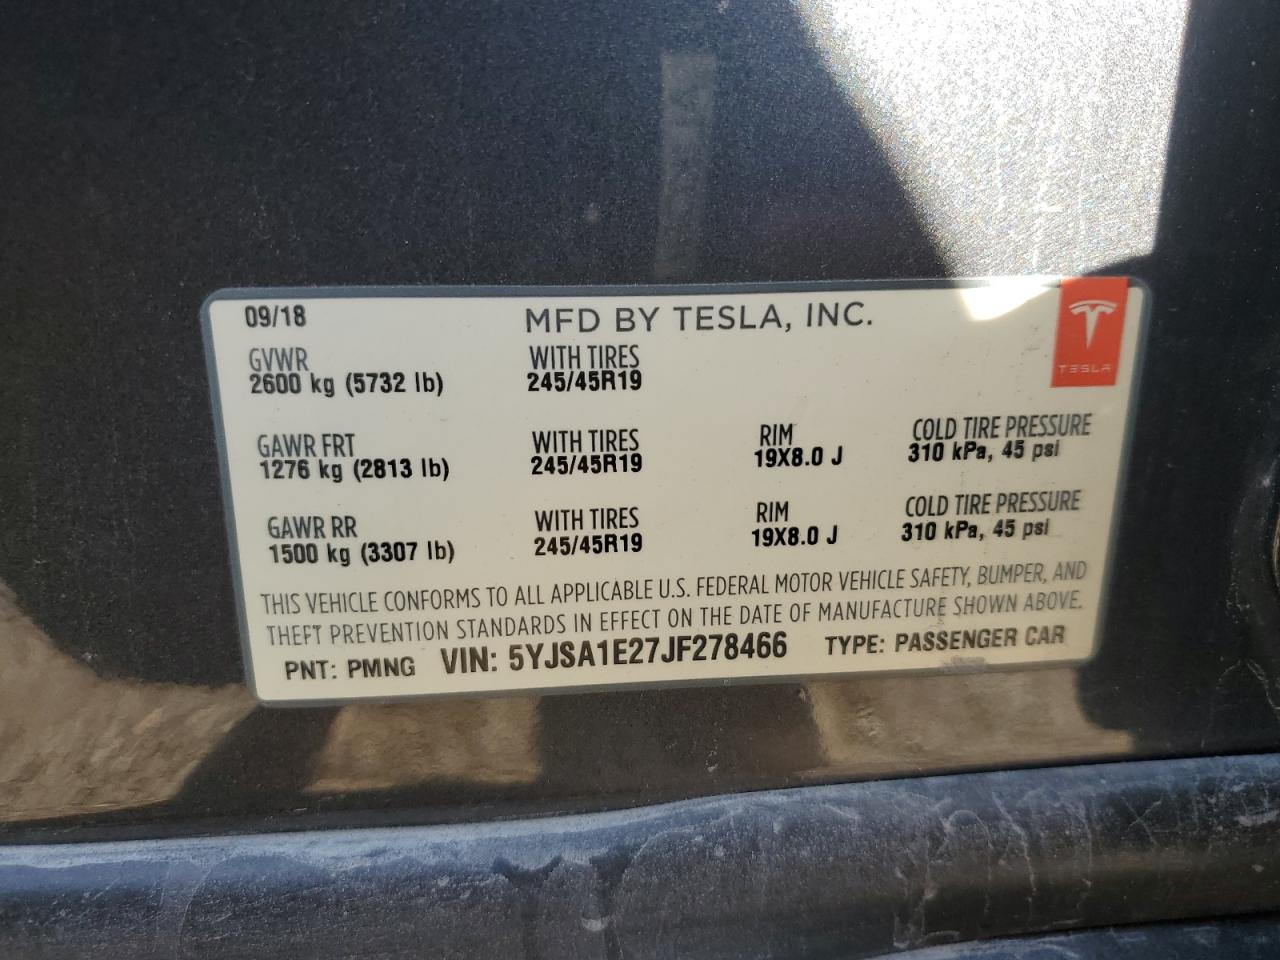 09/18 MFD BY TESLA, INC.
TESLA
GVWR WITH TIRES
2600 kg (5732 lb) 245/45R19
GAWR FRT WITH TIRES RIM COLD TIRE PRESSURE
1276 kg (2813 lb) 245/45R19 19X8.0 J 310 kPa, 45 psi
GAWR RR WITH TIRES RIM COLD TIRE PRESSURE
1500 kg (3307 lb) 245/45R19 19X8.0 J 310 kPa, 45 psi
THIS VEHICLE CONFORMS TO ALL APPLICABLE U.S. FEDERAL MOTOR VEHICLE SAFETY, BUMPER, AND
THEFT PREVENTION STANDARDS IN EFFECT ON THE DATE OF MANUFACTURE SHOWN ABOVE.
PNT: PMNG VIN: 5YJSA1E27JF278466 TYPE: PASSENGER CAR